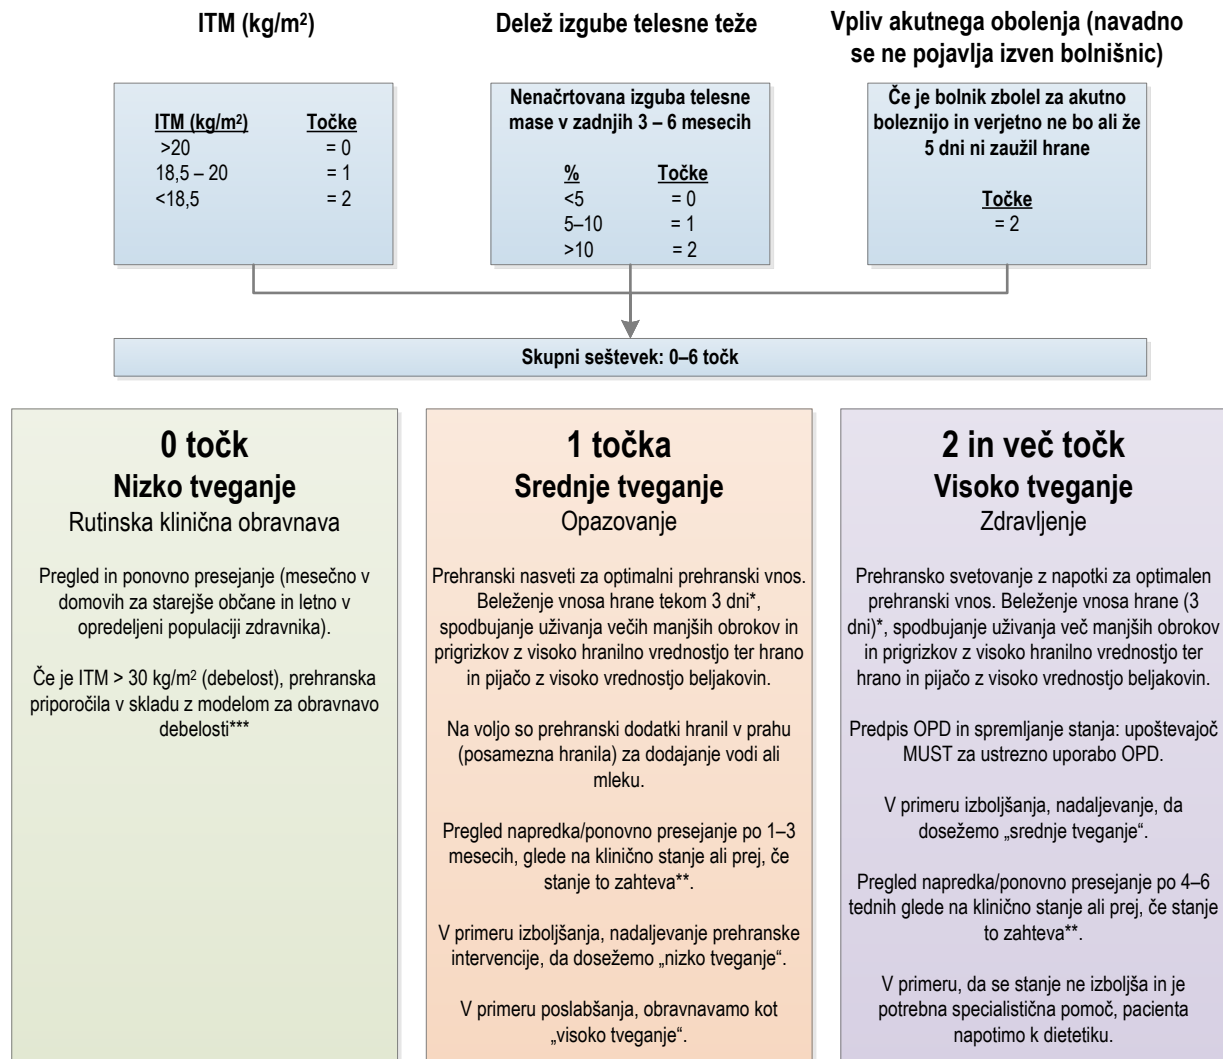 ITM (kg/m²)
ITM (kg/m²) Točke
>20 = 0
18,5 – 20 = 1
<18,5 = 2
Delež izgube telesne teže
Nenačrtovana izguba telesne
mase v zadnjih 3 – 6 mesecih
% Točke
<5 = 0
5–10 = 1
>10 = 2
Vpliv akutnega obolenja (navadno
se ne pojavlja izven bolnišnic)
Če je bolnik zbolel za akutno
boleznijo in verjetno ne bo ali že
5 dni ni zaužil hrane
Točke
= 2
Skupni seštevek: 0–6 točk
0 točk
Nizko tveganje
Rutinska klinična obravnava
Pregled in ponovno presejanje (mesečno v
domovih za starejše občane in letno v
opredeljeni populaciji zdravnika).
Če je ITM > 30 kg/m² (debelost), prehranska
priporočila v skladu z modelom za obravnavo
debelosti***
1 točka
Srednje tveganje
Opazovanje
Prehranski nasveti za optimalni prehranski vnos.
Beleženje vnosa hrane tekom 3 dni*,
spodbujanje uživanja večih manjših obrokov in
prigrizkov z visoko hranilno vrednostjo ter hrano
in pijačo z visoko vrednostjo beljakovin.
Na voljo so prehranski dodatki hranil v prahu
(posamezna hranila) za dodajanje vodi ali
mleku.
Pregled napredka/ponovno presejanje po 1–3
mesecih, glede na klinično stanje ali prej, če
stanje to zahteva**.
V primeru izboljšanja, nadaljevanje prehranske
intervencije, da dosežemo „nizko tveganje“.
V primeru poslabšanja, obravnavamo kot
„visoko tveganje“.
2 in več točk
Visoko tveganje
Zdravljenje
Prehransko svetovanje z napotki za optimalen
prehranski vnos. Beleženje vnosa hrane (3
dni)*, spodbujanje uživanja več manjših obrokov
in prigrizkov z visoko hranilno vrednostjo ter
hrano in pijačo z visoko vrednostjo beljakovin.
Predpis OPD in spremljanje stanja: upoštevajoč
MUST za ustrezno uporabo OPD.
V primeru izboljšanja, nadaljevanje, da
dosežemo „srednje tveganje“.
Pregled napredka/ponovno presejanje po 4–6
tednih glede na klinično stanje ali prej, če stanje
to zahteva**.
V primeru, da se stanje ne izboljša in je
potrebna specialistična pomoč, pacienta
napotimo k dietetiku.